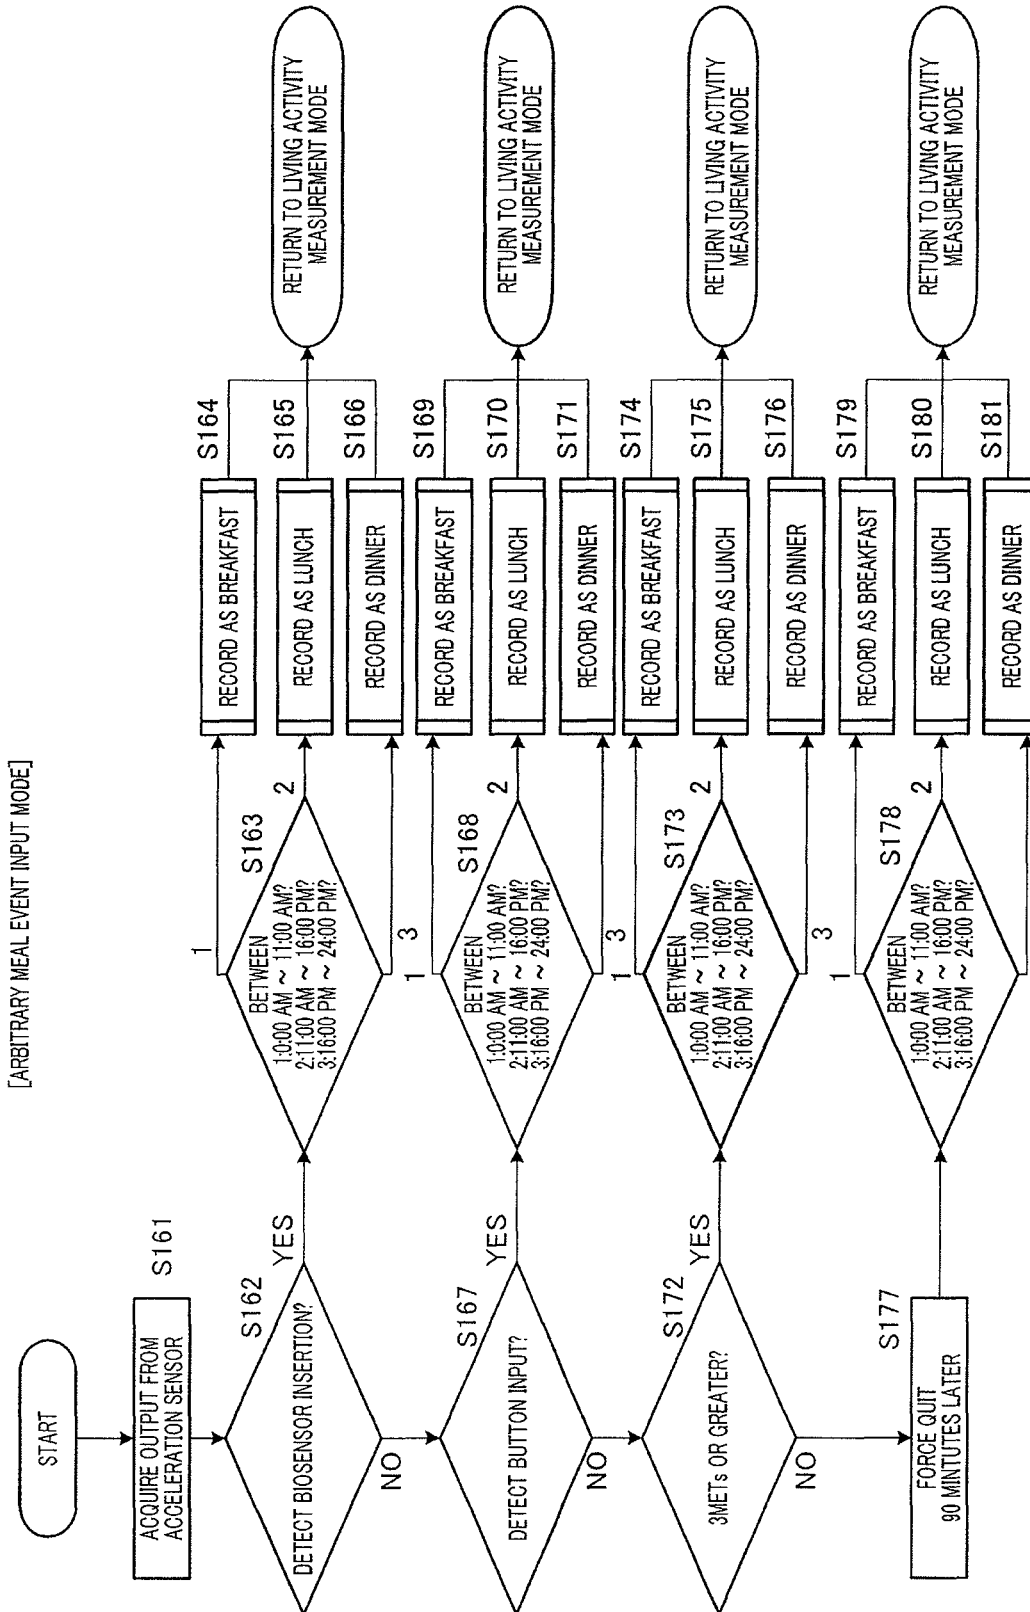 [ARBITRARY MEAL EVENT INPUT MODE]
START
ACQUIRE OUTPUT FROM
ACCELERATION SENSOR
S161
DETECT BIOSENSOR INSERTION?
S162
YES
NO
BETWEEN
1:0:00 AM ~ 11:00 AM?
2:11:00 AM ~ 16:00 PM?
3:16:00 PM ~ 24:00 PM?
S163
1
2
3
RECORD AS BREAKFAST
S164
RECORD AS LUNCH
S165
RECORD AS DINNER
S166
RETURN TO LIVING ACTIVITY
MEASUREMENT MODE
DETECT BUTTON INPUT?
S167
YES
NO
BETWEEN
1:0:00 AM ~ 11:00 AM?
2:11:00 AM ~ 16:00 PM?
3:16:00 PM ~ 24:00 PM?
S168
1
2
3
RECORD AS BREAKFAST
S169
RECORD AS LUNCH
S170
RECORD AS DINNER
S171
RETURN TO LIVING ACTIVITY
MEASUREMENT MODE
3METs OR GREATER?
S172
YES
NO
BETWEEN
1:0:00 AM ~ 11:00 AM?
2:11:00 AM ~ 16:00 PM?
3:16:00 PM ~ 24:00 PM?
S173
1
2
3
RECORD AS BREAKFAST
S174
RECORD AS LUNCH
S175
RECORD AS DINNER
S176
RETURN TO LIVING ACTIVITY
MEASUREMENT MODE
FORCE QUIT
90 MINTUTES LATER
S177
BETWEEN
1:0:00 AM ~ 11:00 AM?
2:11:00 AM ~ 16:00 PM?
3:16:00 PM ~ 24:00 PM?
S178
1
2
RECORD AS BREAKFAST
S179
RECORD AS LUNCH
S180
RECORD AS DINNER
S181
RETURN TO LIVING ACTIVITY
MEASUREMENT MODE